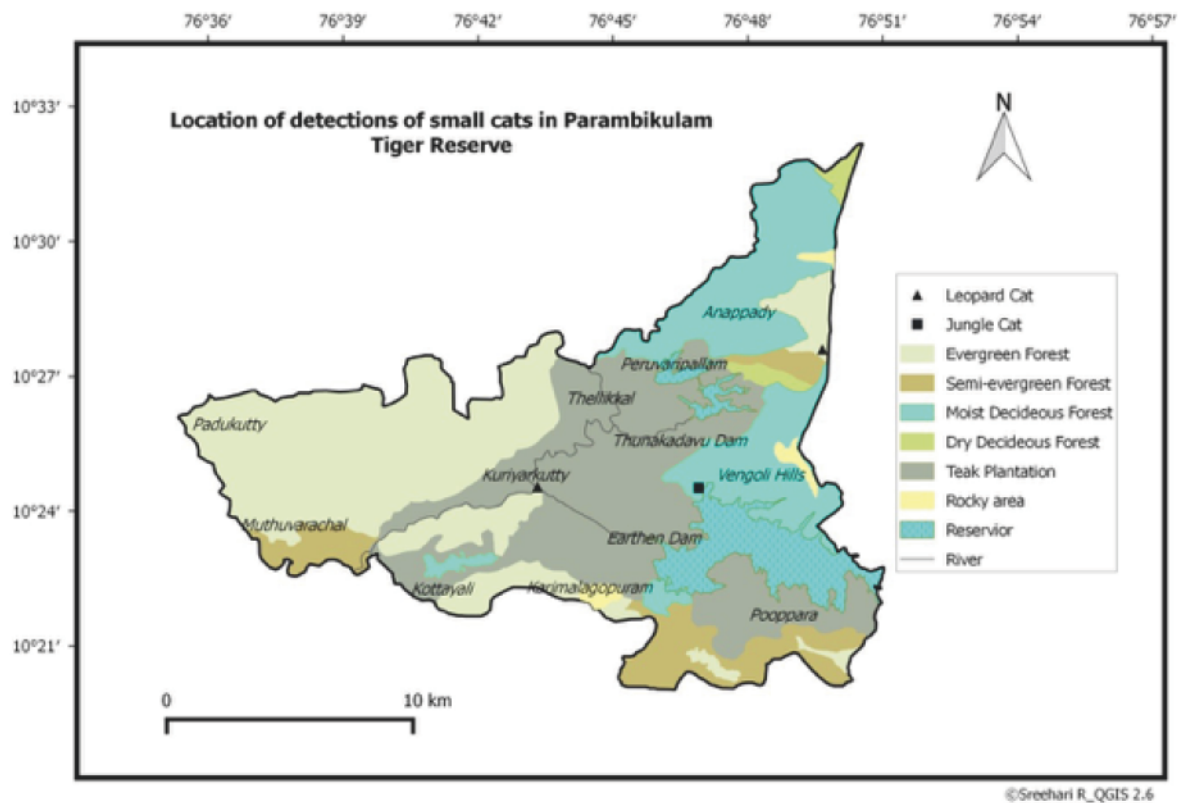 76°36′ 76°39′ 76°42′ 76°45′ 76°48′ 76°51′ 76°54′ 76°57′
10°33′
10°30′
10°27′
10°24′
10°21′
Location of detections of small cats in Parambikulam
Tiger Reserve
N
Anappady
Peruvaripallam
Thellikkal
Padukutty
Thunakadavu Dam
Kuriyarkutty
Vengoli Hills
Muthuvarachal
Earthen Dam
Kottayali
Karimalagopuram
Pooppara
Leopard Cat
Jungle Cat
Evergreen Forest
Semi-evergreen Forest
Moist Decideous Forest
Dry Decideous Forest
Teak Plantation
Rocky area
Reservior
River
0 10 km
©Sreehari R_QGIS 2.6